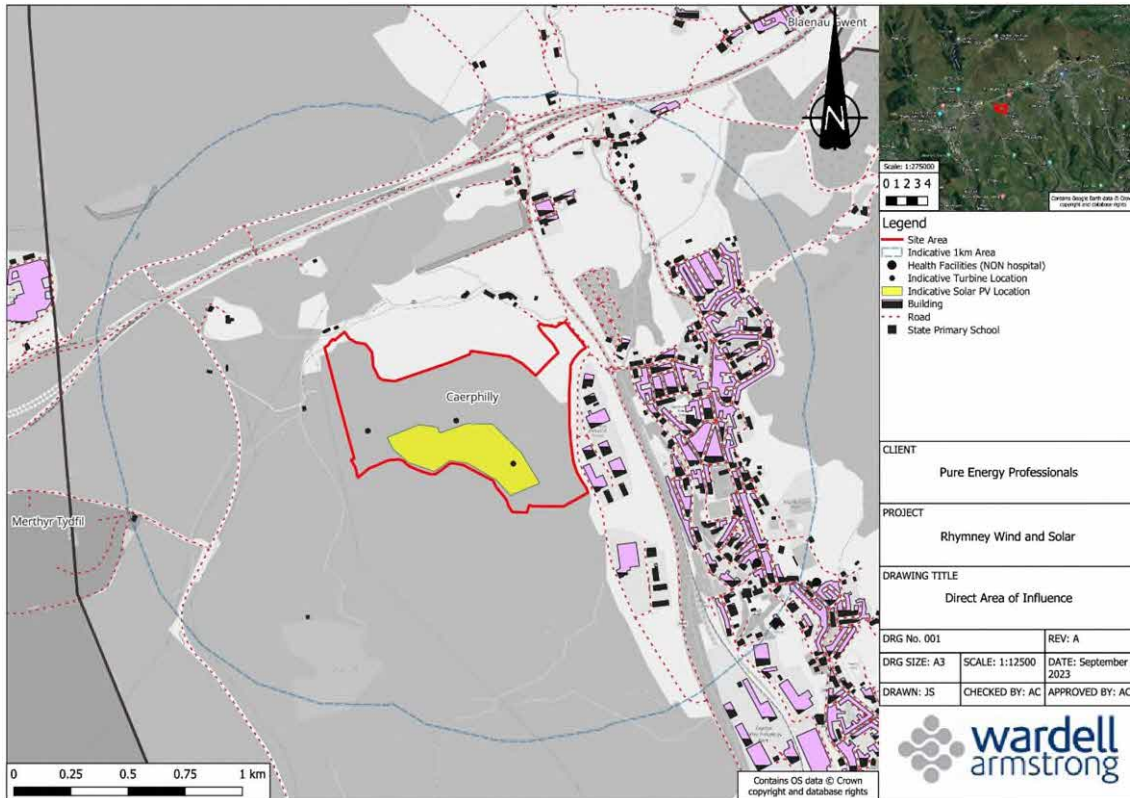 Blaenau Gwent
N
Caerphilly
Merthyr Tydfil
0 0.25 0.5 0.75 1 km
Contains OS data © Crown
copyright and database rights
Scale: 1:275000
0 1 2 3 4
Contains Google Earth data © Crown
copyright and database rights
Legend
Site Area
Indicative 1km Area
Health Facilities (NON hospital)
Indicative Turbine Location
Indicative Solar PV Location
Building
Road
State Primary School
CLIENT
Pure Energy Professionals
PROJECT
Rhymney Wind and Solar
DRAWING TITLE
Direct Area of Influence
DRG No. 001
REV: A
DRG SIZE: A3
SCALE: 1:12500
DATE: September
2023
DRAWN: JS
CHECKED BY: AC
APPROVED BY: AC
wardell
armstrong